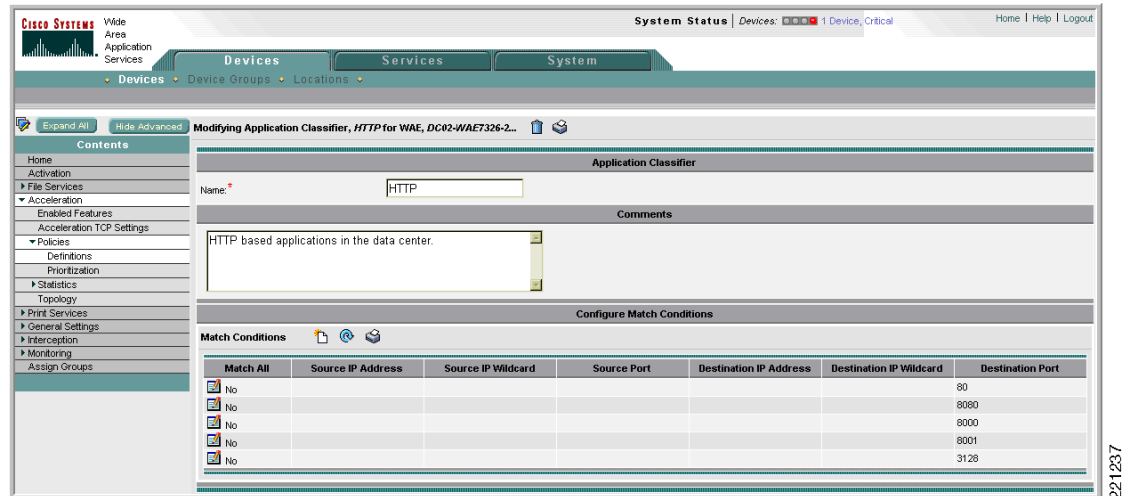 CISCO SYSTEMS
Wide
Area
Application
Services
System Status | Devices: 1 Device, Critical
Home | Help | Logout
Devices Services System
Devices Device Groups Locations
Expand All Hide Advanced
Modifying Application Classifier, HTTP for WAE, DC02-WAE7326-2...
Contents
Home
Activation
File Services
Acceleration
Enabled Features
Acceleration TCP Settings
Policies
Definitions
Prioritization
Statistics
Topology
Print Services
General Settings
Interception
Monitoring
Assign Groups
Application Classifier
Name:* HTTP
Comments
HTTP based applications in the data center.
Configure Match Conditions
Match Conditions
Match All Source IP Address Source IP Wildcard Source Port Destination IP Address Destination IP Wildcard Destination Port
No 80
No 8080
No 8000
No 8001
No 3128
221237